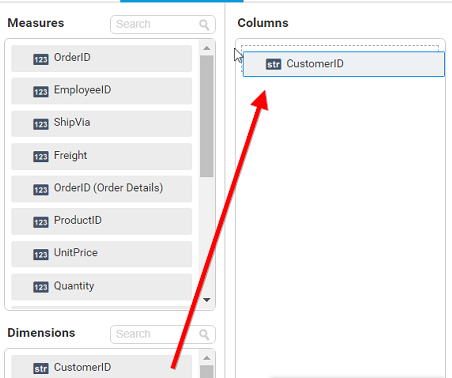 Measures
Search
123 OrderID
123 EmployeeID
123 ShipVia
123 Freight
123 OrderID (Order Details)
123 ProductID
123 UnitPrice
123 Quantity
Dimensions
Search
str CustomerID
Columns
str CustomerID